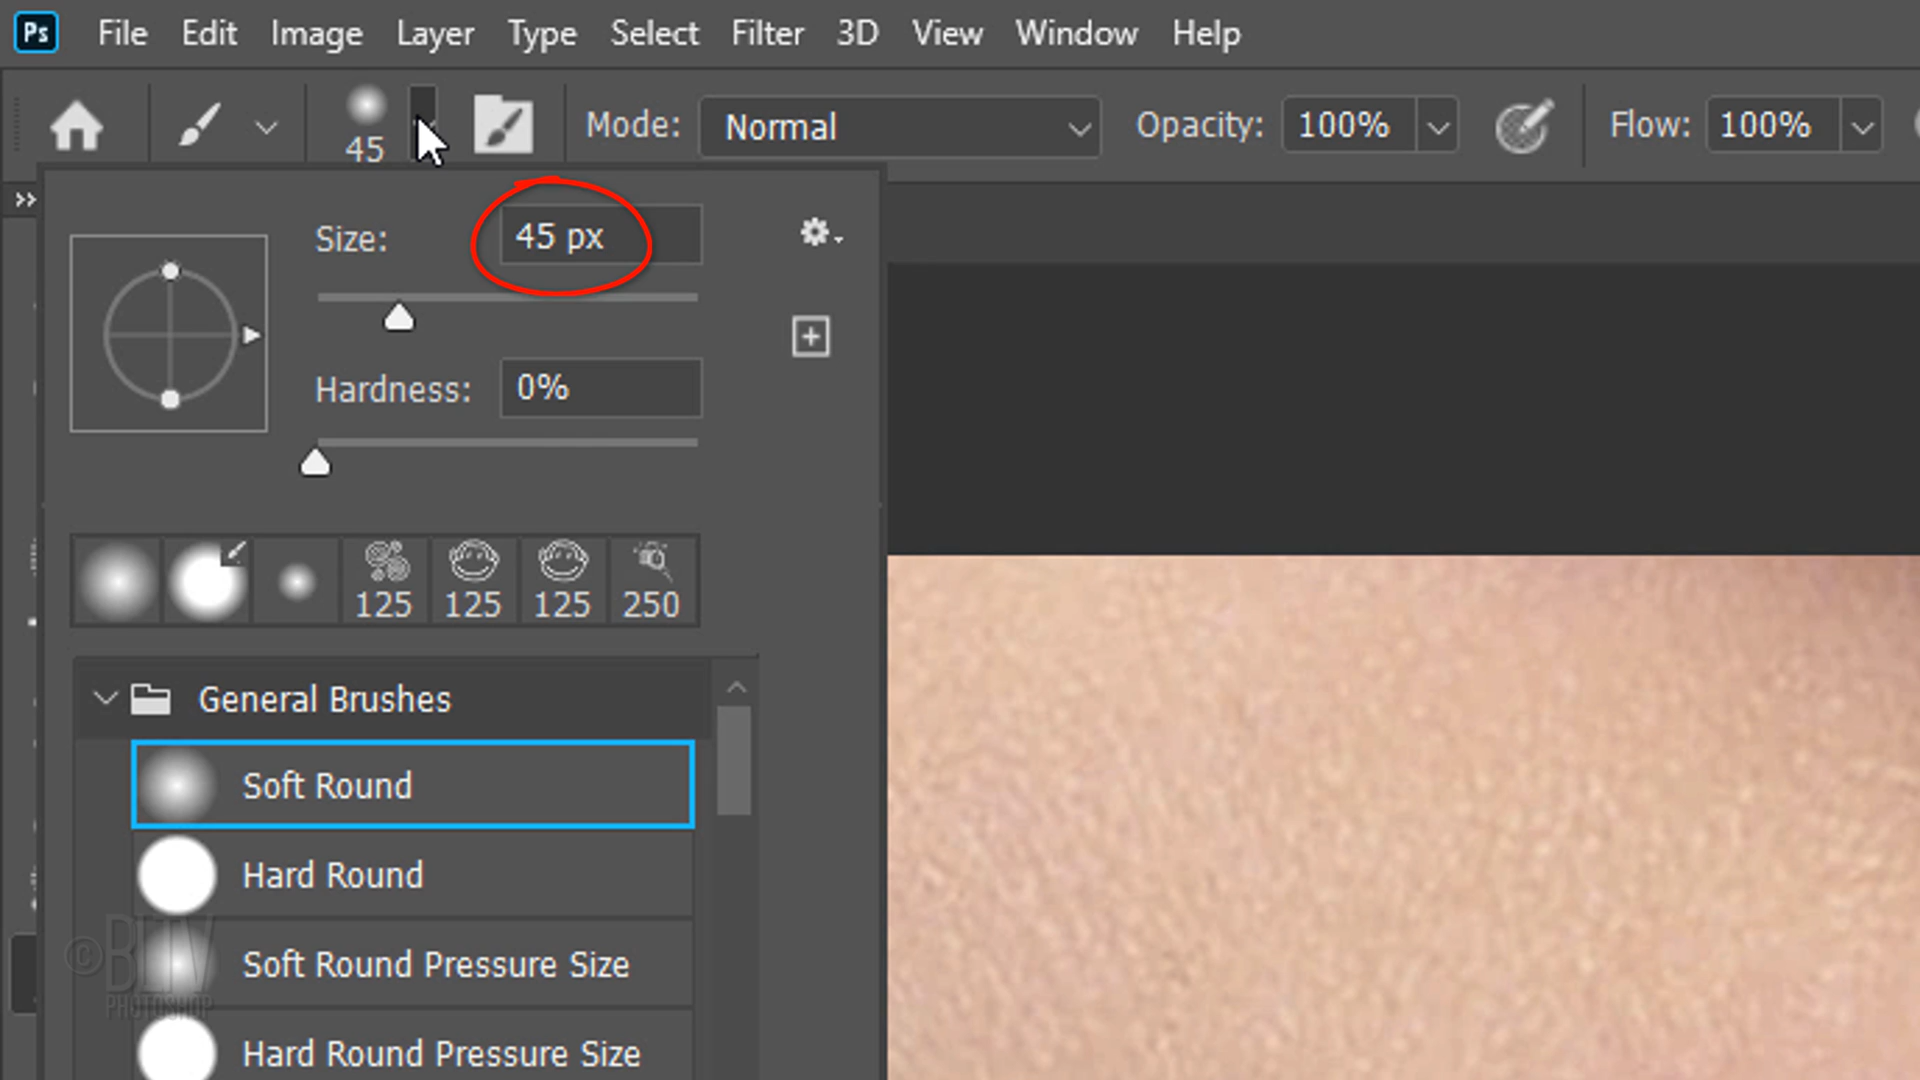 Ps File Edit Image Layer Type Select Filter 3D View Window Help
45 Mode: Normal Opacity: 100% Flow: 100%
Size: 45 px
Hardness: 0%
125 125 125 250
General Brushes
Soft Round
Hard Round
© BLTV
PHOTOSHOP
Soft Round Pressure Size
Hard Round Pressure Size